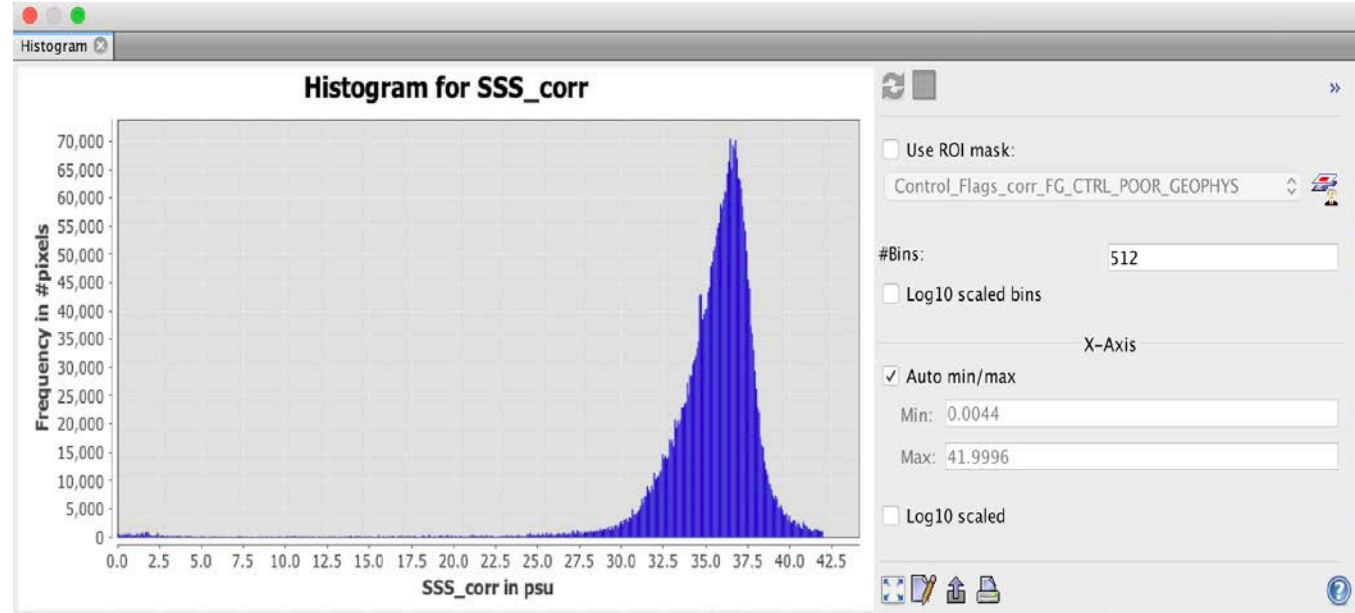 Histogram
Histogram for SSS_corr
70,000
65,000
60,000
55,000
50,000
45,000
40,000
35,000
30,000
25,000
20,000
15,000
10,000
5,000
0
Frequency in #pixels
0.0 2.5 5.0 7.5 10.0 12.5 15.0 17.5 20.0 22.5 25.0 27.5 30.0 32.5 35.0 37.5 40.0 42.5
SSS_corr in psu
»
Use ROI mask:
Control_Flags_corr_FG_CTRL_POOR_GEOPHYS
#Bins: 512
Log10 scaled bins
X-Axis
Auto min/max
Min: 0.0044
Max: 41.9996
Log10 scaled
?